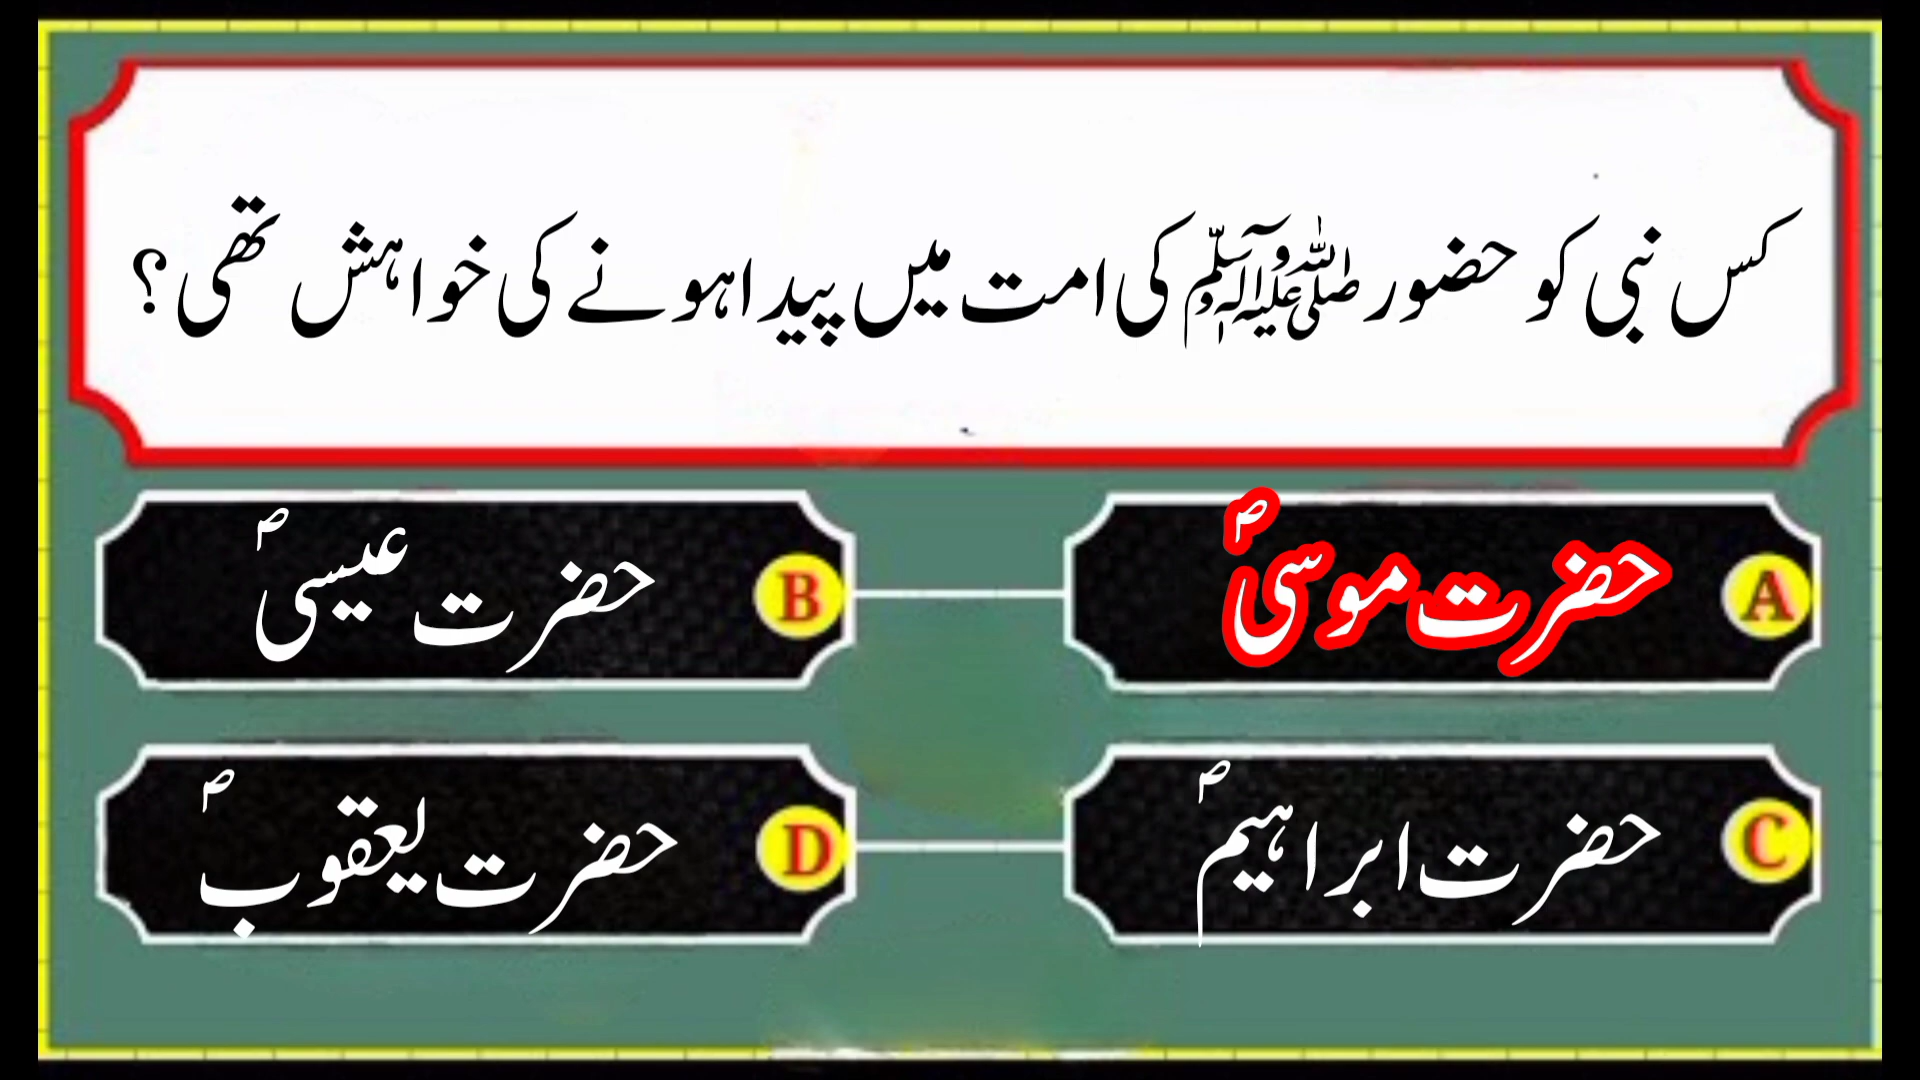 کس نبی کو حضور ﷺ کی امت میں پیدا ہونے کی خواہش تھی؟
A حضرت موسیٰؑ
B حضرت عیسیٰؑ
C حضرت ابراہیمؑ
D حضرت یعقوبؑ